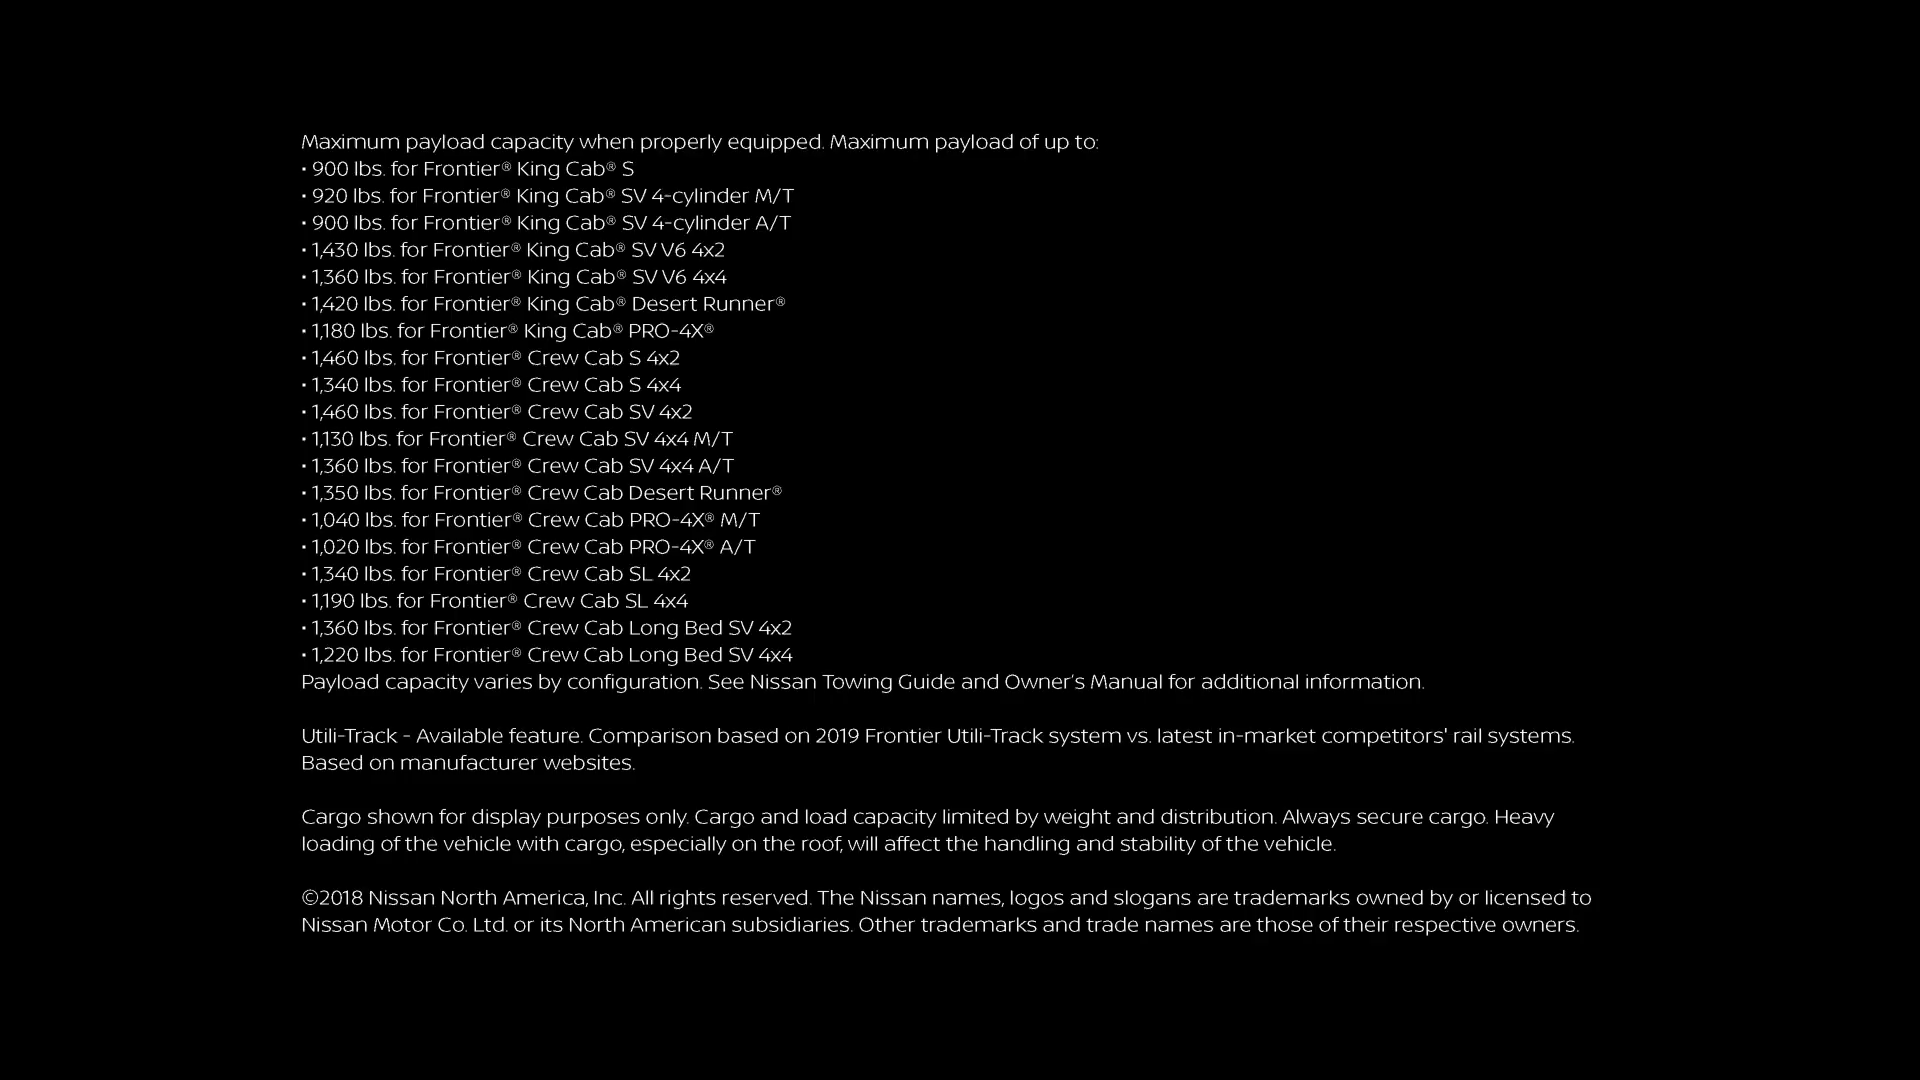 Maximum payload capacity when properly equipped. Maximum payload of up to:
• 900 lbs. for Frontier® King Cab® S
• 920 lbs. for Frontier® King Cab® SV 4-cylinder M/T
• 900 lbs. for Frontier® King Cab® SV 4-cylinder A/T
• 1,430 lbs. for Frontier® King Cab® SV V6 4x2
• 1,360 lbs. for Frontier® King Cab® SV V6 4x4
• 1,420 lbs. for Frontier® King Cab® Desert Runner®
• 1,180 lbs. for Frontier® King Cab® PRO-4X®
• 1,460 lbs. for Frontier® Crew Cab S 4x2
• 1,340 lbs. for Frontier® Crew Cab S 4x4
• 1,460 lbs. for Frontier® Crew Cab SV 4x2
• 1,130 lbs. for Frontier® Crew Cab SV 4x4 M/T
• 1,360 lbs. for Frontier® Crew Cab SV 4x4 A/T
• 1,350 lbs. for Frontier® Crew Cab Desert Runner®
• 1,040 lbs. for Frontier® Crew Cab PRO-4X® M/T
• 1,020 lbs. for Frontier® Crew Cab PRO-4X® A/T
• 1,340 lbs. for Frontier® Crew Cab SL 4x2
• 1,190 lbs. for Frontier® Crew Cab SL 4x4
• 1,360 lbs. for Frontier® Crew Cab Long Bed SV 4x2
• 1,220 lbs. for Frontier® Crew Cab Long Bed SV 4x4
Payload capacity varies by configuration. See Nissan Towing Guide and Owner’s Manual for additional information.
Utili-Track - Available feature. Comparison based on 2019 Frontier Utili-Track system vs. latest in-market competitors' rail systems.
Based on manufacturer websites.
Cargo shown for display purposes only. Cargo and load capacity limited by weight and distribution. Always secure cargo. Heavy
loading of the vehicle with cargo, especially on the roof, will affect the handling and stability of the vehicle.
©2018 Nissan North America, Inc. All rights reserved. The Nissan names, logos and slogans are trademarks owned by or licensed to
Nissan Motor Co. Ltd. or its North American subsidiaries. Other trademarks and trade names are those of their respective owners.